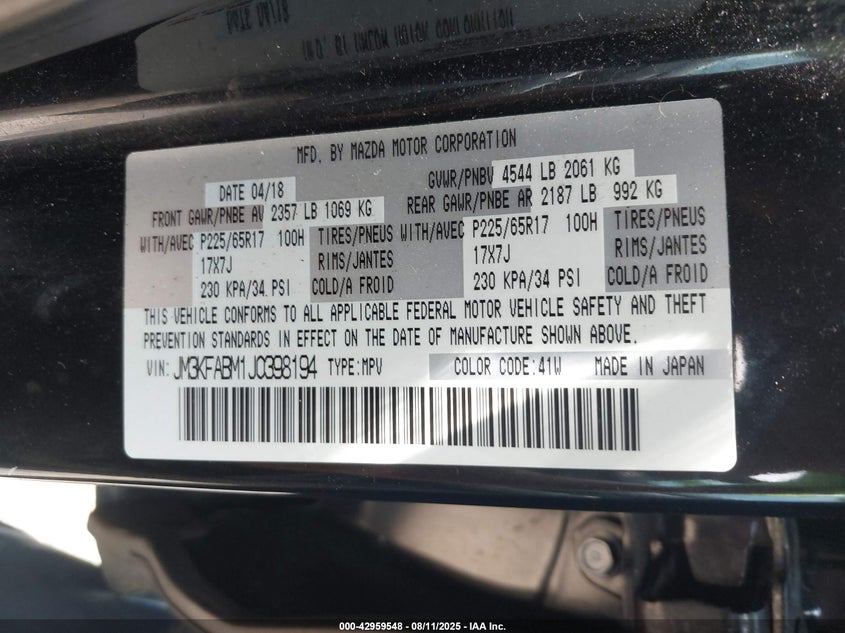 MFD. BY MAZDA MOTOR CORPORATION
DATE 04/18 GVWR/PNBV 4544 LB 2061 KG
FRONT GAWR/PNBE AV 2357 LB 1069 KG REAR GAWR/PNBE AR 2187 LB 992 KG
WITH/AVEC P225/65R17 100H TIRES/PNEUS WITH/AVEC P225/65R17 100H TIRES/PNEUS
17X7J RIMS/JANTES 17X7J RIMS/JANTES
230 KPA/34 PSI COLD/A FROID 230 KPA/34 PSI COLD/A FROID
THIS VEHICLE CONFORMS TO ALL APPLICABLE FEDERAL MOTOR VEHICLE SAFETY AND THEFT
PREVENTION STANDARDS IN EFFECT ON THE DATE OF MANUFACTURE SHOWN ABOVE.
VIN: JM3KFABM1J0398194 TYPE:MPV COLOR CODE:41W MADE IN JAPAN
000-42959548 - 08/11/2025 - IAA Inc.